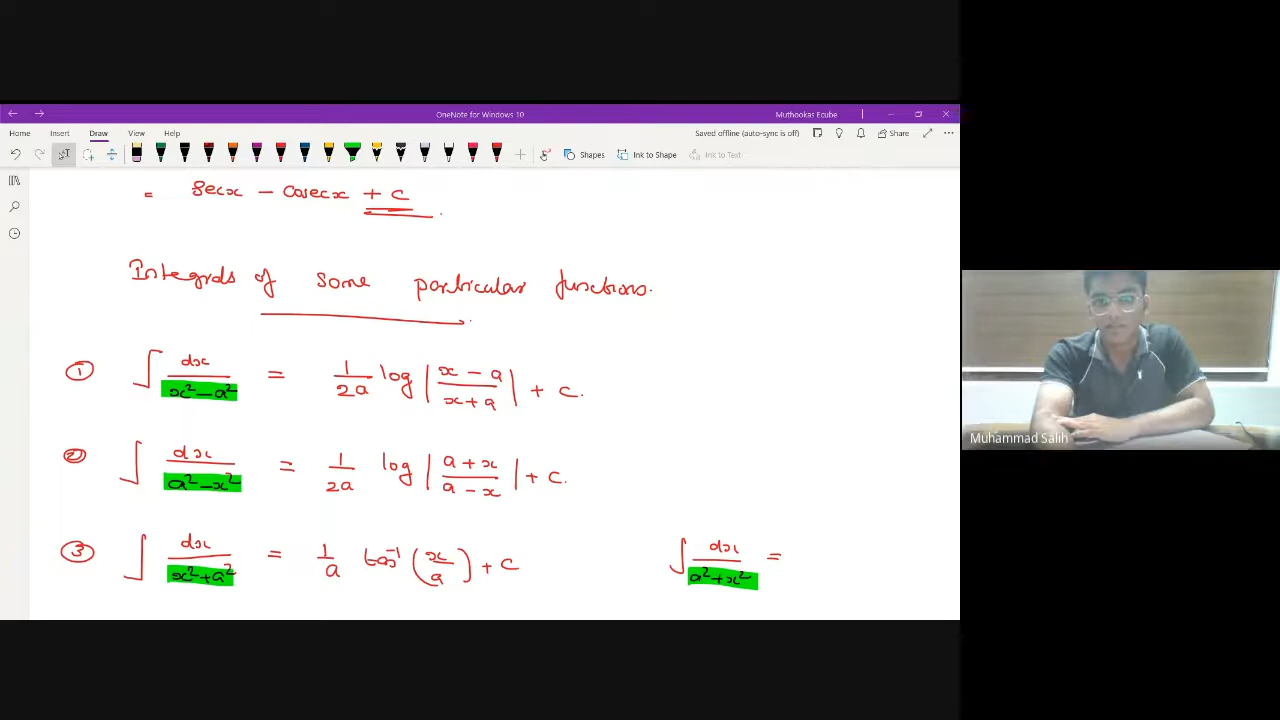 OneNote for Windows 10
Muthookas Ecube
Home Insert Draw View Help
Saved offline (auto-sync is off) Share
Shapes Ink to Shape Ink to Text
= secx − cosecx + c
Integrals of some particular functions.
① ∫ dx/(x² − a²) = 1/2a log |(x − a)/(x + a)| + c.
② ∫ dx/(a² − x²) = 1/2a log |(a + x)/(a − x)| + c.
③ ∫ dx/(x² + a²) = 1/a tan⁻¹ (x/a) + c ∫ dx/(a² + x²) =
Muhammad Salih